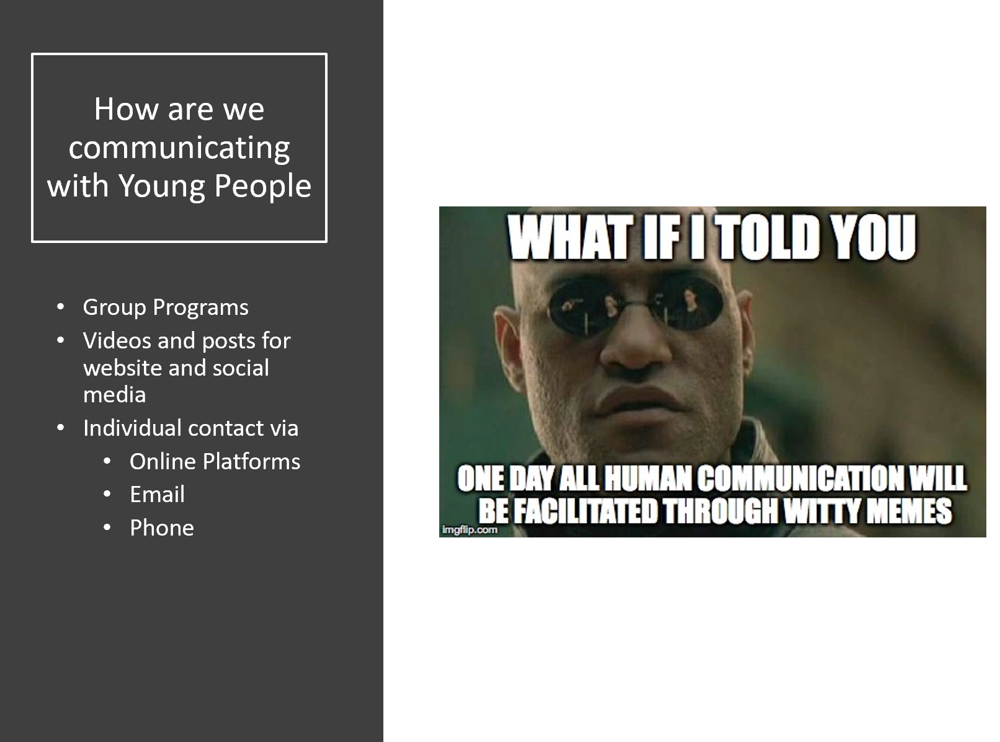 How are we
communicating
with Young People
• Group Programs
• Videos and posts for
website and social
media
• Individual contact via
• Online Platforms
• Email
• Phone
WHAT IF I TOLD YOU
ONE DAY ALL HUMAN COMMUNICATION WILL
BE FACILITATED THROUGH WITTY MEMES
imgflip.com